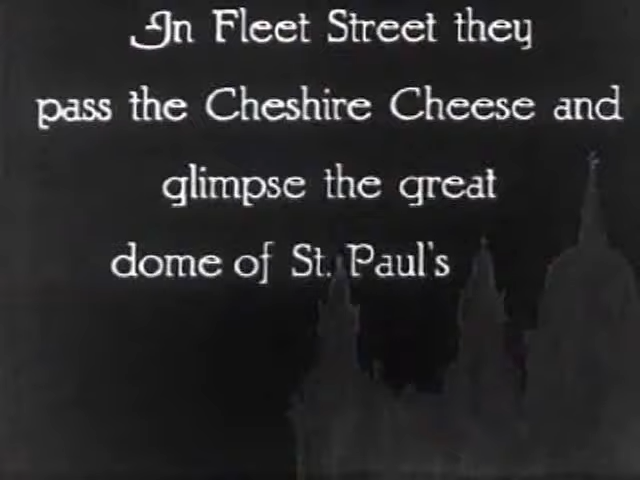 In Fleet Street they
pass the Cheshire Cheese and
glimpse the great
dome of St. Paul's